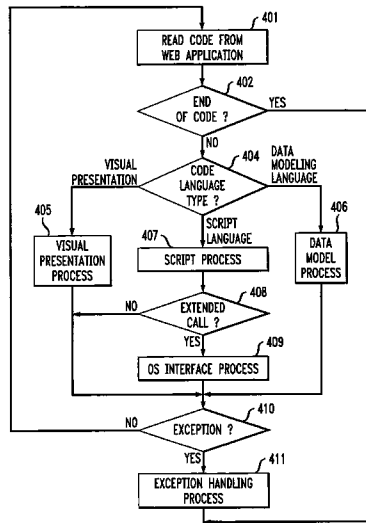 401
READ CODE FROM
WEB APPLICATION
402
END
OF CODE ?
YES
NO
VISUAL
PRESENTATION
404
CODE
LANGUAGE
TYPE ?
DATA
MODELING
LANGUAGE
405
VISUAL
PRESENTATION
PROCESS
SCRIPT
LANGUAGE
407
SCRIPT PROCESS
406
DATA
MODEL
PROCESS
408
NO
EXTENDED
CALL ?
YES
409
OS INTERFACE PROCESS
410
NO
EXCEPTION ?
YES
411
EXCEPTION HANDLING
PROCESS